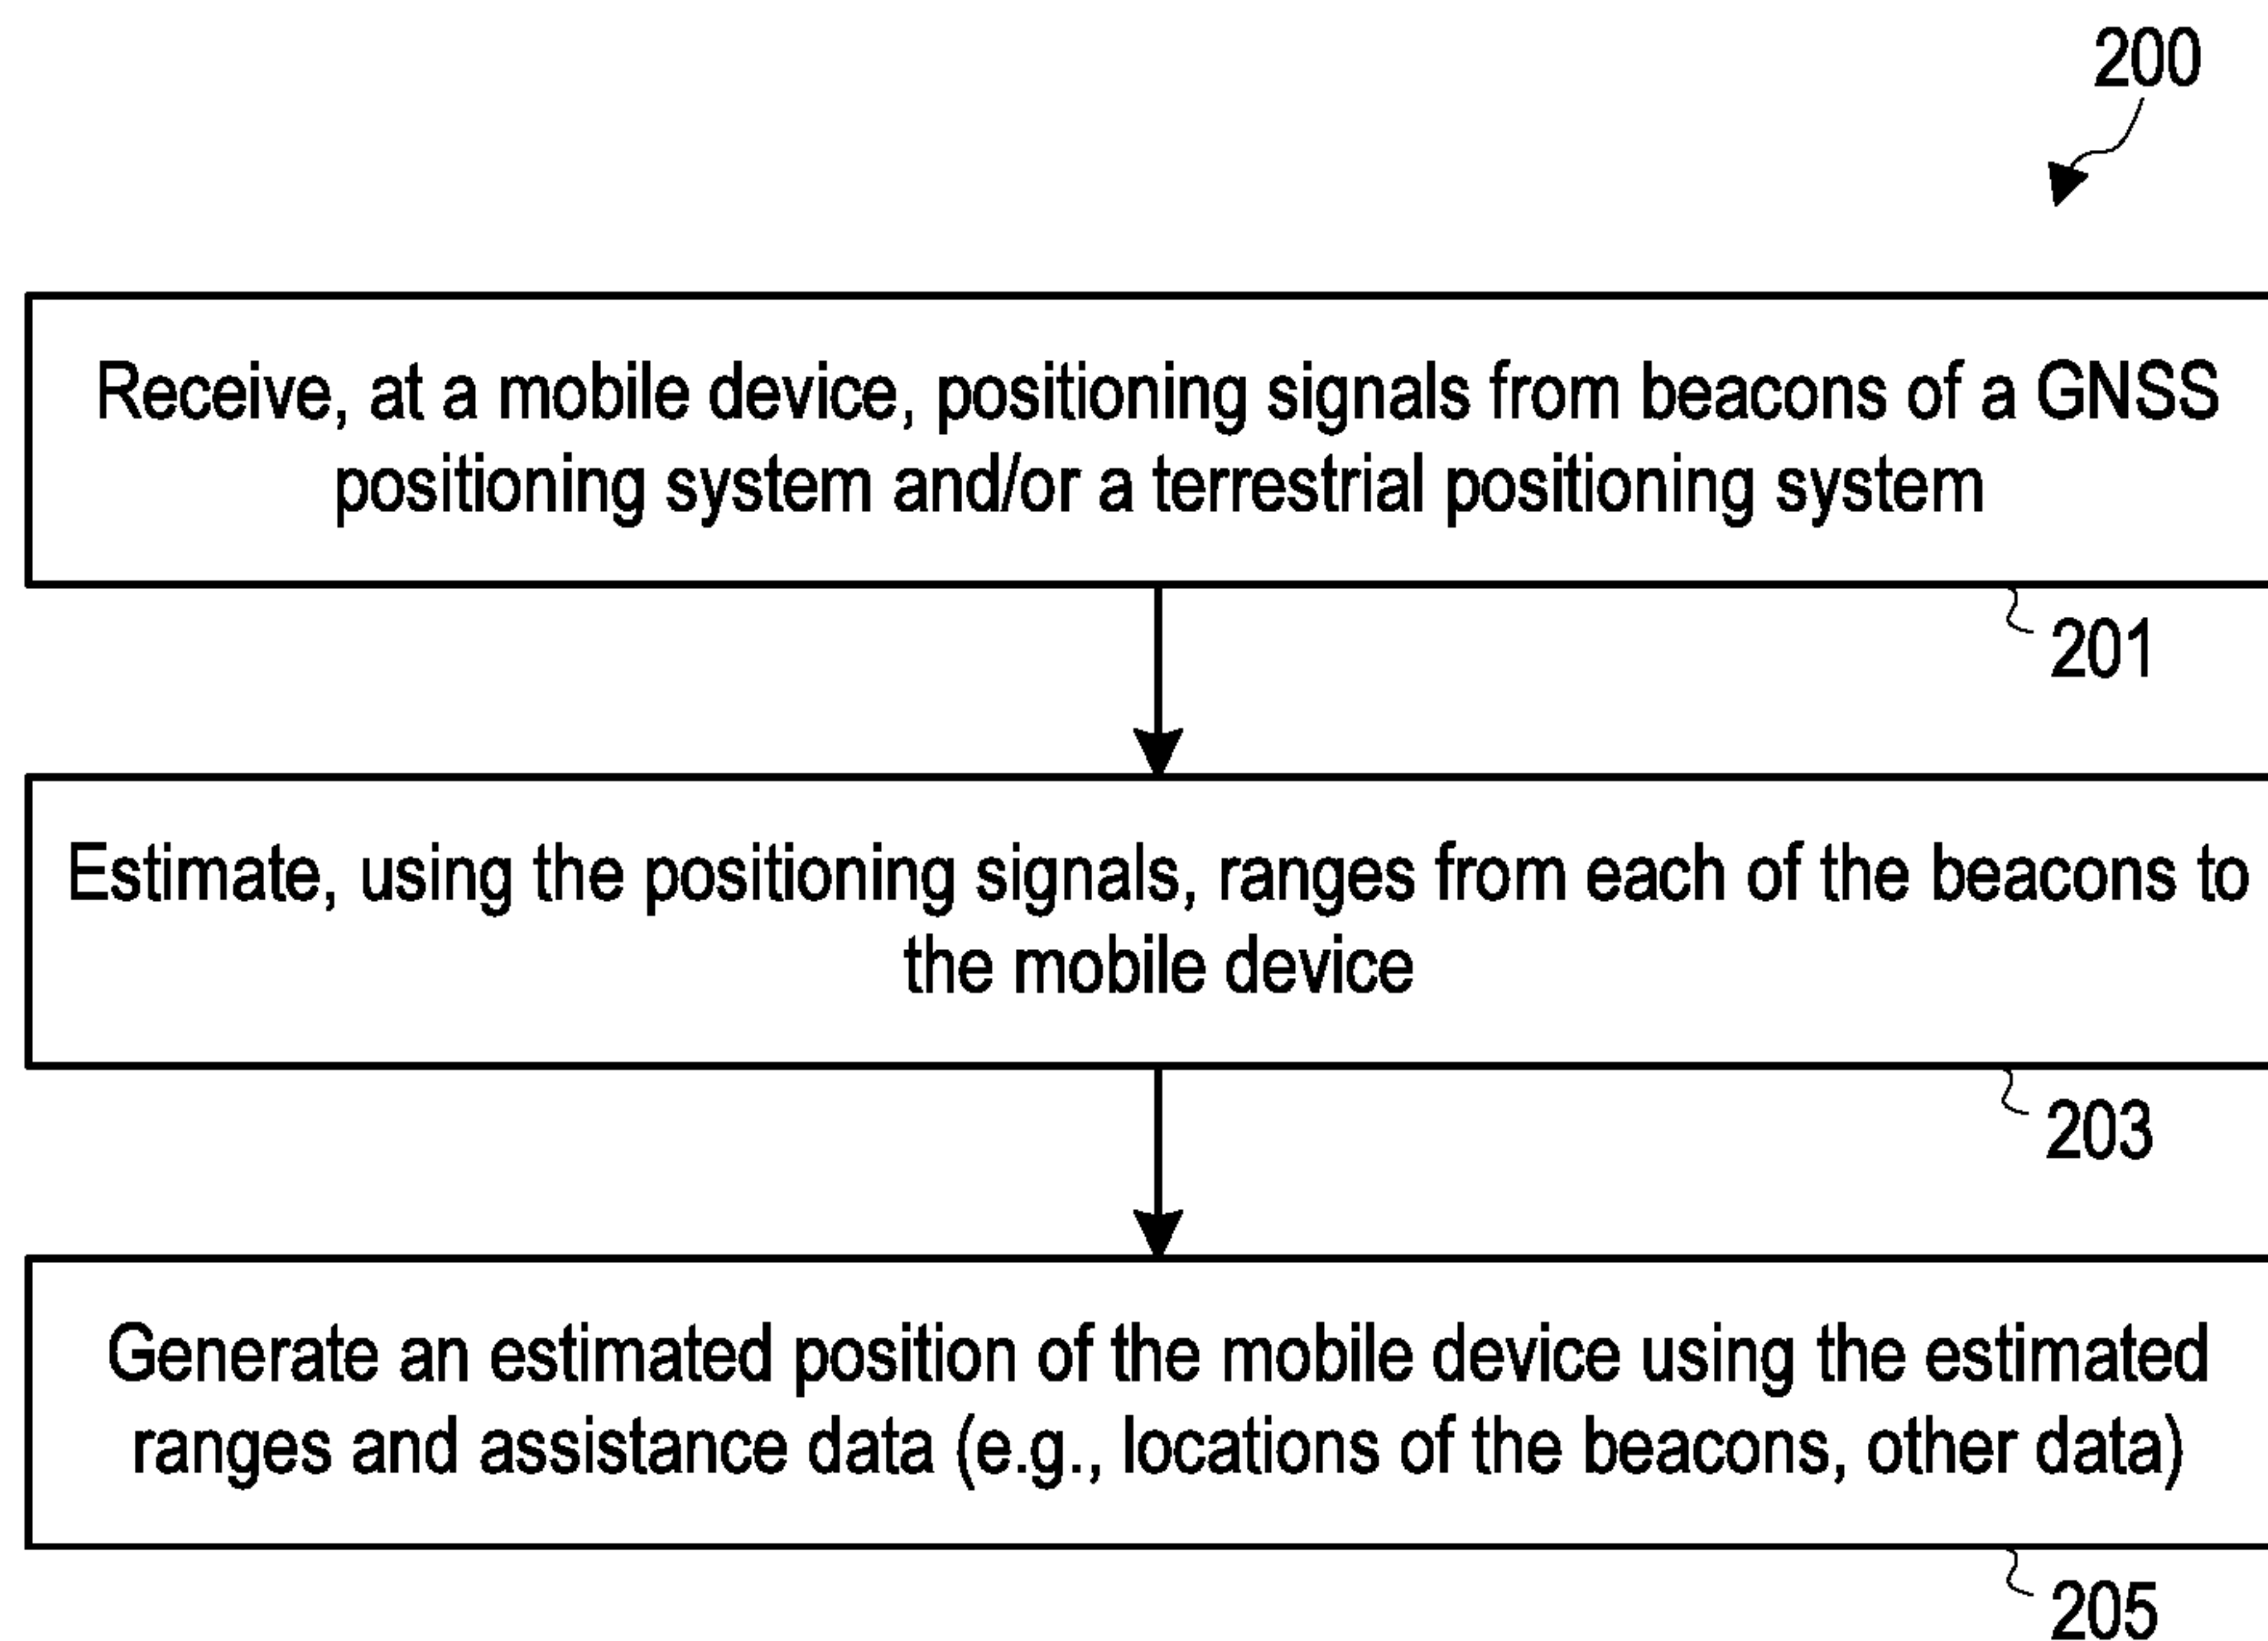 200
Receive, at a mobile device, positioning signals from beacons of a GNSS
positioning system and/or a terrestrial positioning system
201
Estimate, using the positioning signals, ranges from each of the beacons to
the mobile device
203
Generate an estimated position of the mobile device using the estimated
ranges and assistance data (e.g., locations of the beacons, other data)
205